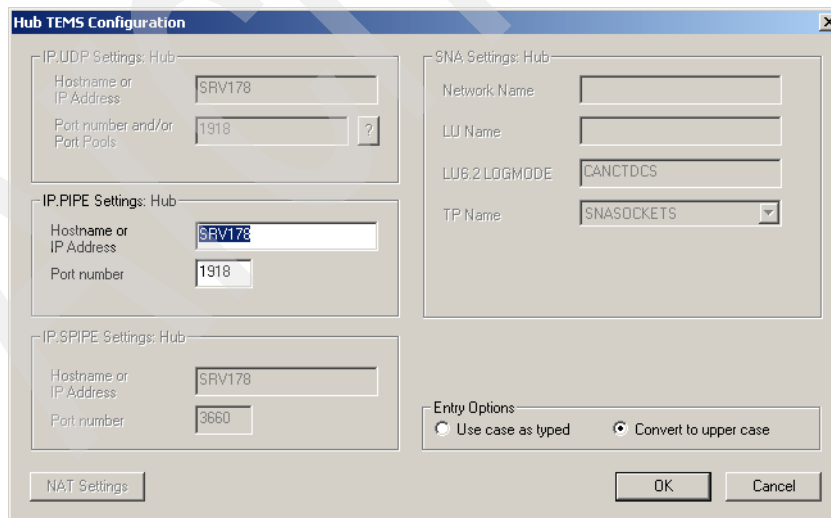 Hub TEMS Configuration
IP.UDP Settings: Hub
Hostname or
IP Address
SRV178
Port number and/or
Port Pools
1918
?
IP.PIPE Settings: Hub
Hostname or
IP Address
SRV178
Port number
1918
IP.SPIPE Settings: Hub
Hostname or
IP Address
SRV178
Port number
3660
NAT Settings
SNA Settings: Hub
Network Name
LU Name
LU6.2 LOGMODE
CANCTDCS
TP Name
SNASOCKETS
Entry Options
Use case as typed
Convert to upper case
OK
Cancel